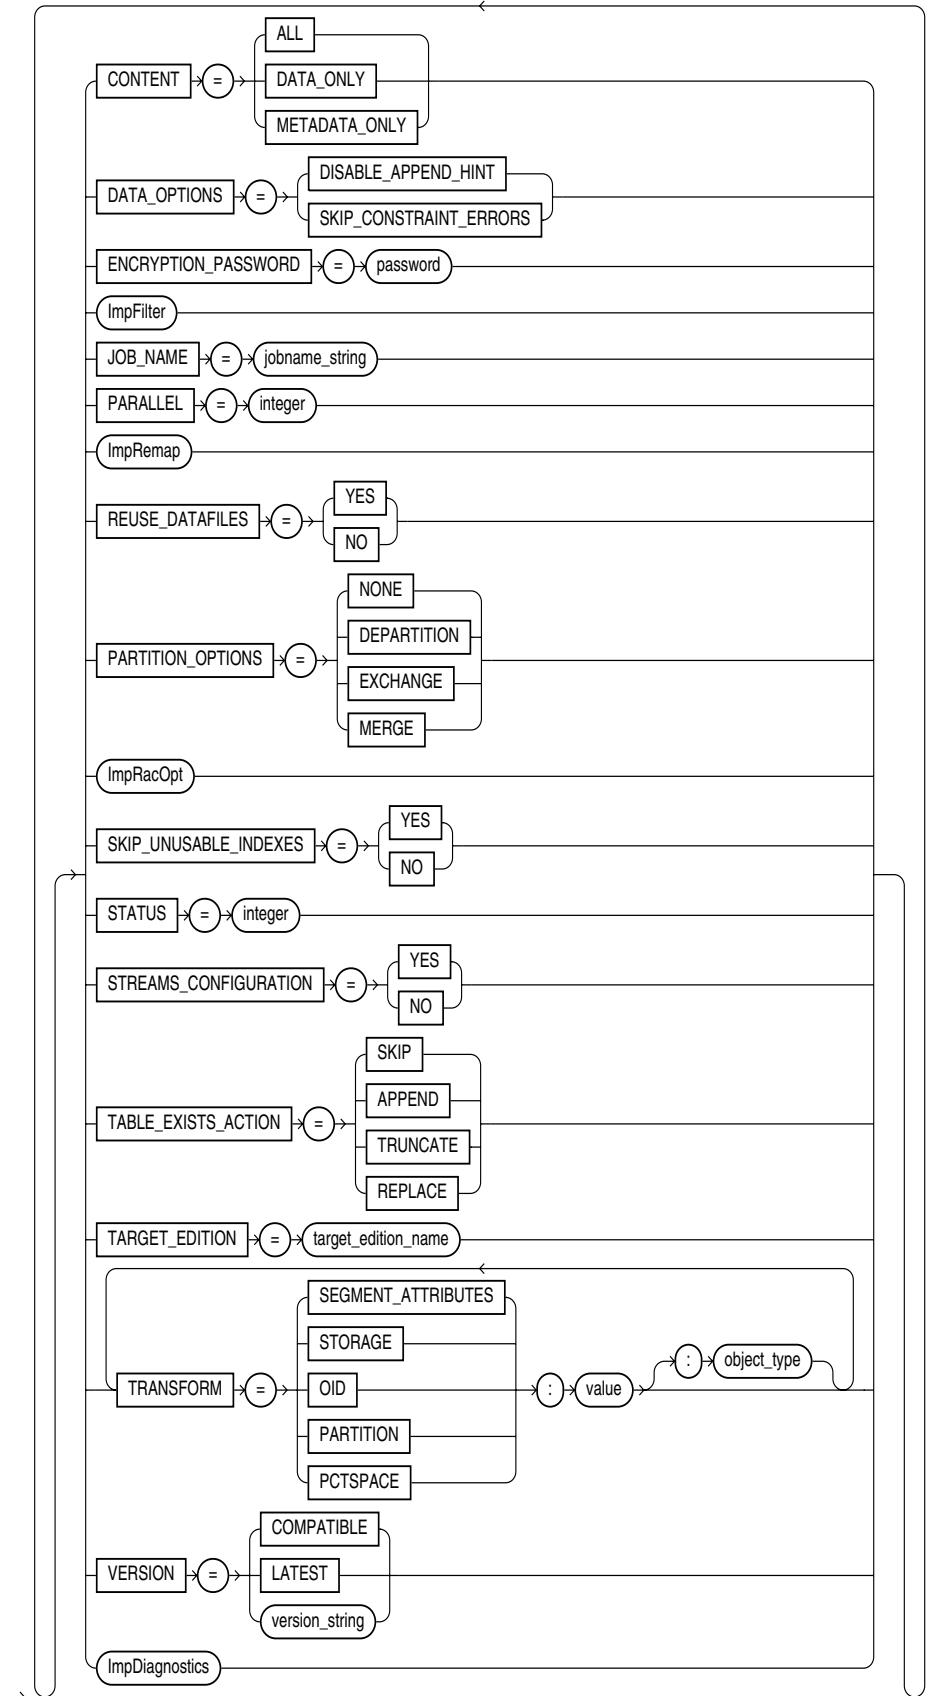 ALL
CONTENT = DATA_ONLY
METADATA_ONLY
DISABLE_APPEND_HINT
DATA_OPTIONS =
SKIP_CONSTRAINT_ERRORS
ENCRYPTION_PASSWORD = password
ImpFilter
JOB_NAME = jobname_string
PARALLEL = integer
ImpRemap
YES
REUSE_DATAFILES =
NO
NONE
DEPARTITION
PARTITION_OPTIONS =
EXCHANGE
MERGE
ImpRacOpt
YES
SKIP_UNUSABLE_INDEXES =
NO
STATUS = integer
YES
STREAMS_CONFIGURATION =
NO
SKIP
APPEND
TABLE_EXISTS_ACTION =
TRUNCATE
REPLACE
TARGET_EDITION = target_edition_name
SEGMENT_ATTRIBUTES
STORAGE
: object_type
TRANSFORM = OID : value
PARTITION
PCTSPACE
COMPATIBLE
VERSION = LATEST
version_string
ImpDiagnostics